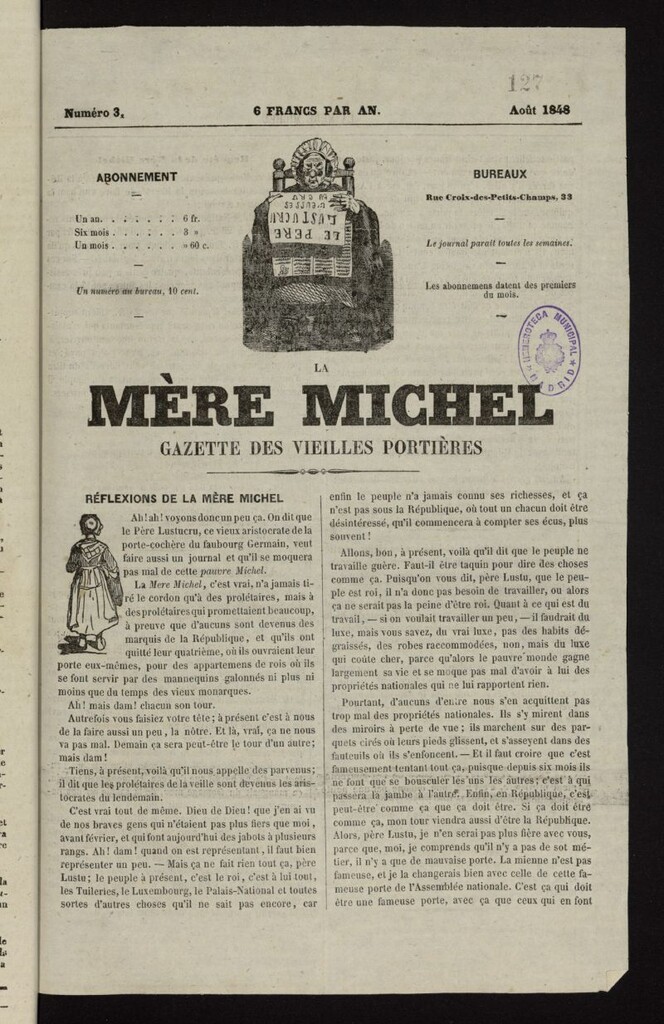 127
Numéro 3.
6 FRANCS PAR AN.
Août 1848
ABONNEMENT
Un an. . . . . . . 6 fr.
Six mois . . . . . . 3 »
Un mois . . . . . . » 60 c.
Un numéro au bureau, 10 cent.
LE PERE
LUSTUCRU
BUREAUX
Rue Croix-des-Petits-Champs, 33
Le journal paraît toutes les semaines.
Les abonnemens datent des premiers
du mois.
HEMEROTECA MUNICIPAL
MADRID
LA
MÈRE MICHEL
GAZETTE DES VIEILLES PORTIÈRES
RÉFLEXIONS DE LA MÈRE MICHEL
Ah! ah! voyons donc un peu ça. On dit que
le Père Lustucru, ce vieux aristocrate de la
porte-cochère du faubourg Germain, veut
faire aussi un journal et qu'il se moquera
pas mal de cette pauvre Michel.
La Mere Michel, c'est vrai, n'a jamais ti-
ré le cordon qu'à des prolétaires, mais à
des prolétaires qui promettaient beaucoup,
à preuve que d'aucuns sont devenus des
marquis de la République, et qu'ils ont
quitté leur quatrième, où ils ouvraient leur
porte eux-mêmes, pour des appartemens de rois où ils
se font servir par des mannequins galonnés ni plus ni
moins que du temps des vieux monarques.
Ah! mais dam! chacun son tour.
Autrefois vous faisiez votre tête; à présent c'est à nous
de la faire aussi un peu, la nôtre. Et là, vrai, ça ne nous
va pas mal. Demain ça sera peut-être le tour d'un autre;
mais dam!
Tiens, à présent, voilà qu'il nous appelle des parvenus;
il dit que les prolétaires de la veille sont devenus les aris-
tocrates du lendemain.
C'est vrai tout de même. Dieu de Dieu! que j'en ai vu
de nos braves gens qui n'étaient pas plus fiers que moi,
avant février, et qui font aujourd'hui des jabots à plusieurs
rangs. Ah! dam! quand on est représentant, il faut bien
représenter un peu. — Mais ça ne fait rien tout ça, père
Lustu; le peuple à présent, c'est le roi, c'est à lui tout,
les Tuileries, le Luxembourg, le Palais-National et toutes
sortes d'autres choses qu'il ne sait pas encore, car
enfin le peuple n'a jamais connu ses richesses, et ça
n'est pas sous la République, où tout un chacun doit être
désintéressé, qu'il commencera à compter ses écus, plus
souvent!
Allons, bon, à présent, voilà qu'il dit que le peuple ne
travaille guère. Faut-il être taquin pour dire des choses
comme ça. Puisqu'on vous dit, père Lustu, que le peu-
ple est roi, il n'a donc pas besoin de travailler, ou alors
ça ne serait pas la peine d'être roi. Quant à ce qui est du
travail, — si on voulait travailler un peu, — il faudrait du
luxe, mais vous savez, du vrai luxe, pas des habits dé-
graissés, des robes raccommodées, non, mais du luxe
qui coûte cher, parce qu'alors le pauvre monde gagne
largement sa vie et se moque pas mal d'avoir à lui des
propriétés nationales qui ne lui rapportent rien.
Pourtant, d'aucuns d'entre nous s'en acquittent pas
trop mal des propriétés nationales. Ils s'y mirent dans
des miroirs à perte de vue; ils marchent sur des par-
quets cirés où leurs pieds glissent, et s'asseyent dans des
fauteuils où ils s'enfoncent. — Et il faut croire que c'est
fameusement tentant tout ça, puisque depuis six mois ils
ne font que se bousculer les uns les autres; c'est à qui
passera la jambe à l'autre. Enfin, en République, c'est
peut-être comme ça que ça doit être. Si ça doit être
comme ça, mon tour viendra aussi d'être la République.
Alors, père Lustu, je n'en serai pas plus fière avec vous,
parce que, moi, je comprends qu'il n'y a pas de sot mé-
tier, il n'y a que de mauvaise porte. La mienne n'est pas
fameuse, et je la changerais bien avec celle de cette fa-
meuse porte de l'Assemblée nationale. C'est ça qui doit
être une fameuse porte, avec ça que ceux qui en font